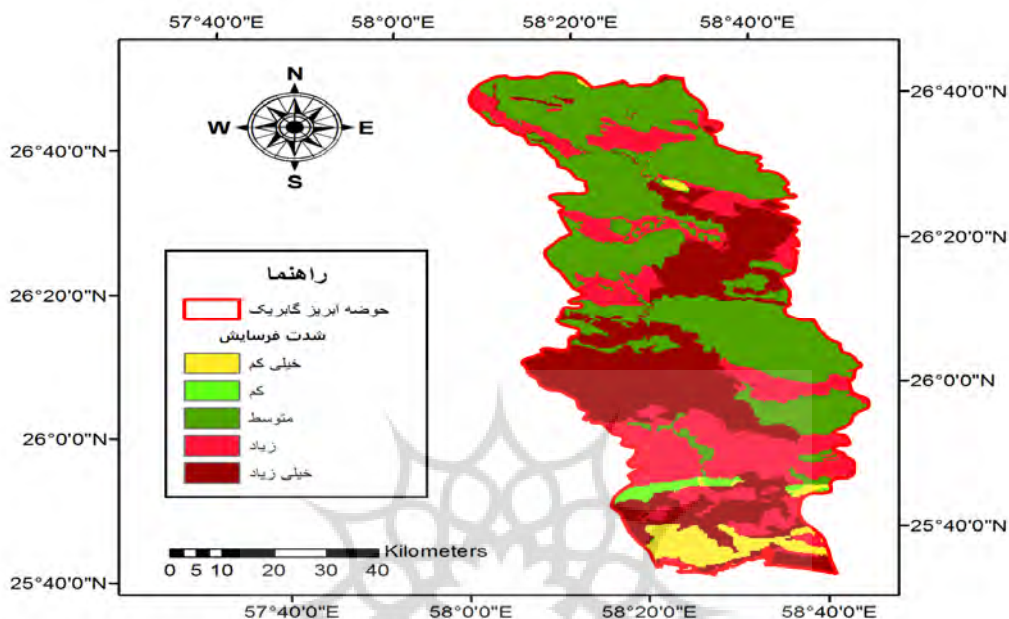 57°40'0"E 58°0'0"E 58°20'0"E 58°40'0"E
N
W E
S
26°40'0"N
26°20'0"N
26°0'0"N
25°40'0"N
26°40'0"N
26°20'0"N
26°0'0"N
25°40'0"N
راهنما
حوضه ابریز گابریک
شدت فرسایش
خیلی کم
کم
متوسط
زیاد
خیلی زیاد
Kilometers
0 5 10 20 30 40
57°40'0"E 58°0'0"E 58°20'0"E 58°40'0"E